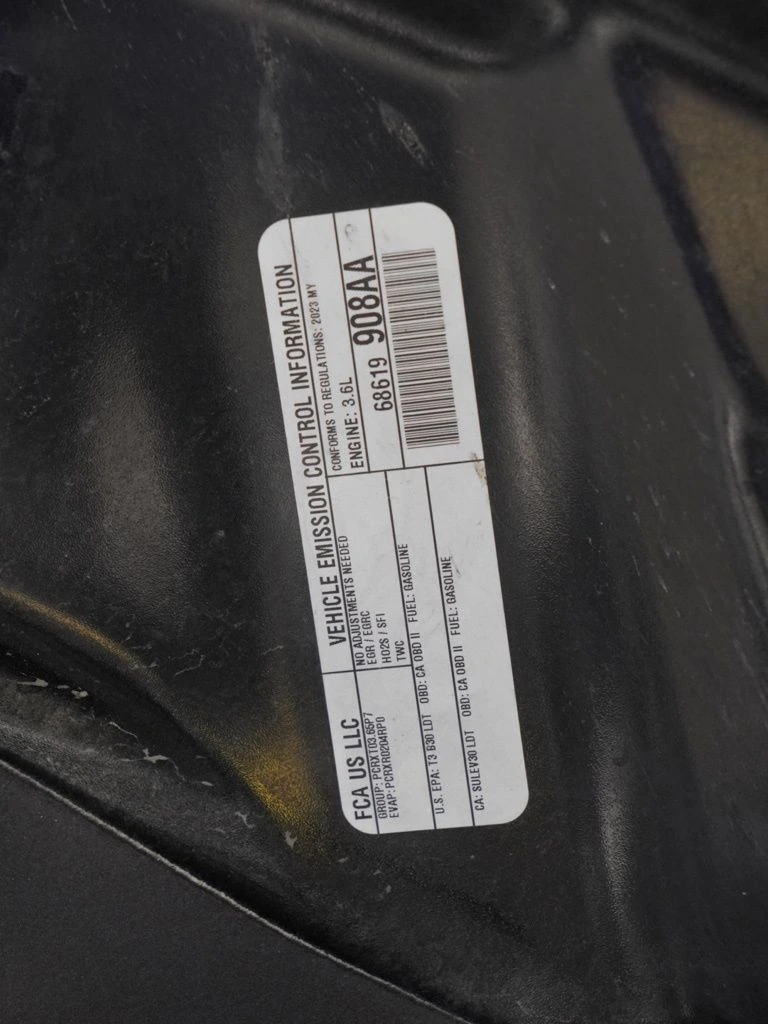 FCA US LLC
GROUP: PCRXT03.65P7
EVAP: PCRXR0204RP0
VEHICLE EMISSION CONTROL INFORMATION
NO ADJUSTMENTS NEEDED
EGR / EGRC
HO2S / SFI
TWC
CONFORMS TO REGULATIONS: 2023 MY
ENGINE: 3.6L
68619 908AA
U.S. EPA: T3 B30 LDT OBD: CA OBD II FUEL: GASOLINE
CA: SULEV30 LDT OBD: CA OBD II FUEL: GASOLINE